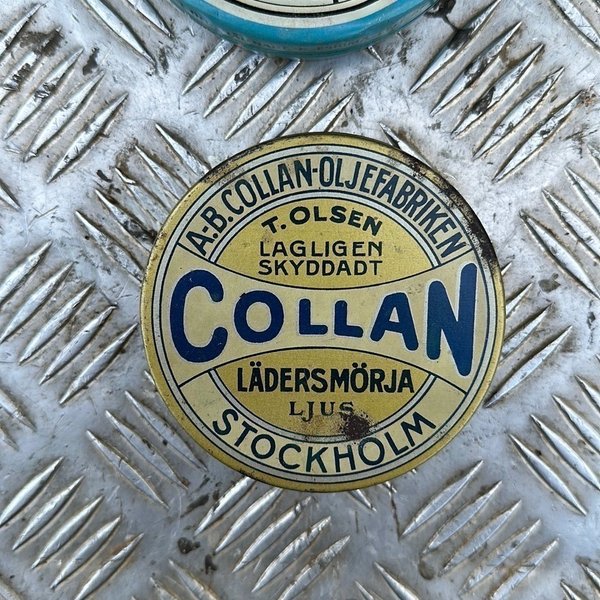 A-B. COLLAN-OLJEFABRIKEN
T. OLSEN
LAGLIGEN
SKYDDADT
COLLAN
LÄDERSMÖRJA
LJUS
STOCKHOLM